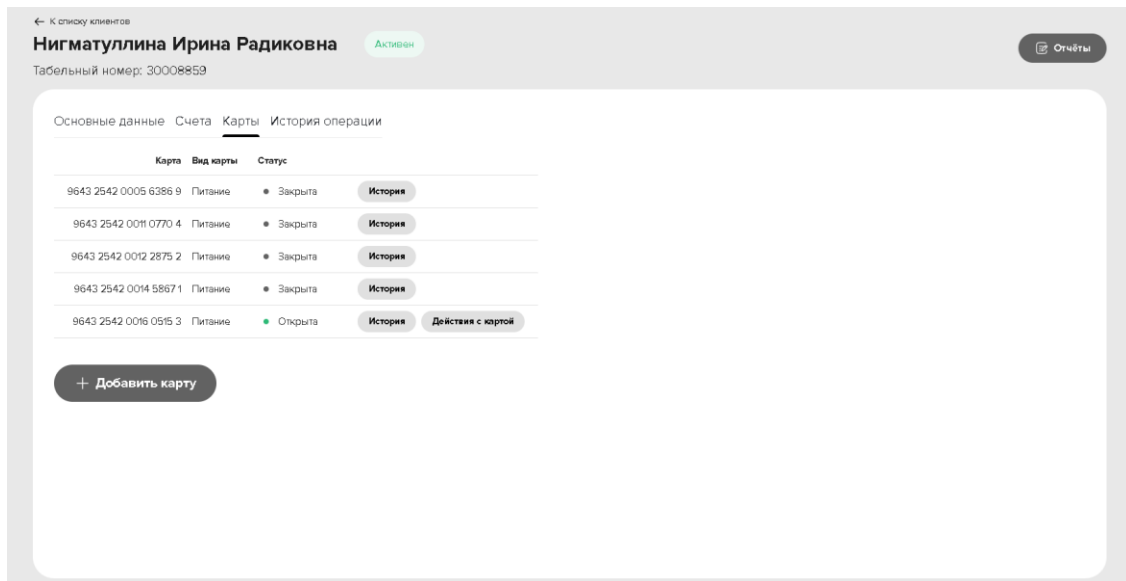 ← К списку клиентов
Нигматуллина Ирина Радиковна Активен
Отчёты
Табельный номер: 30008859
Основные данные Счета Карты История операции
Карта Вид карты Статус
9643 2542 0005 6386 9 Питание Закрыта История
9643 2542 0011 0770 4 Питание Закрыта История
9643 2542 0012 2875 2 Питание Закрыта История
9643 2542 0014 5867 1 Питание Закрыта История
9643 2542 0016 0515 3 Питание Открыта История Действия с картой
+ Добавить карту